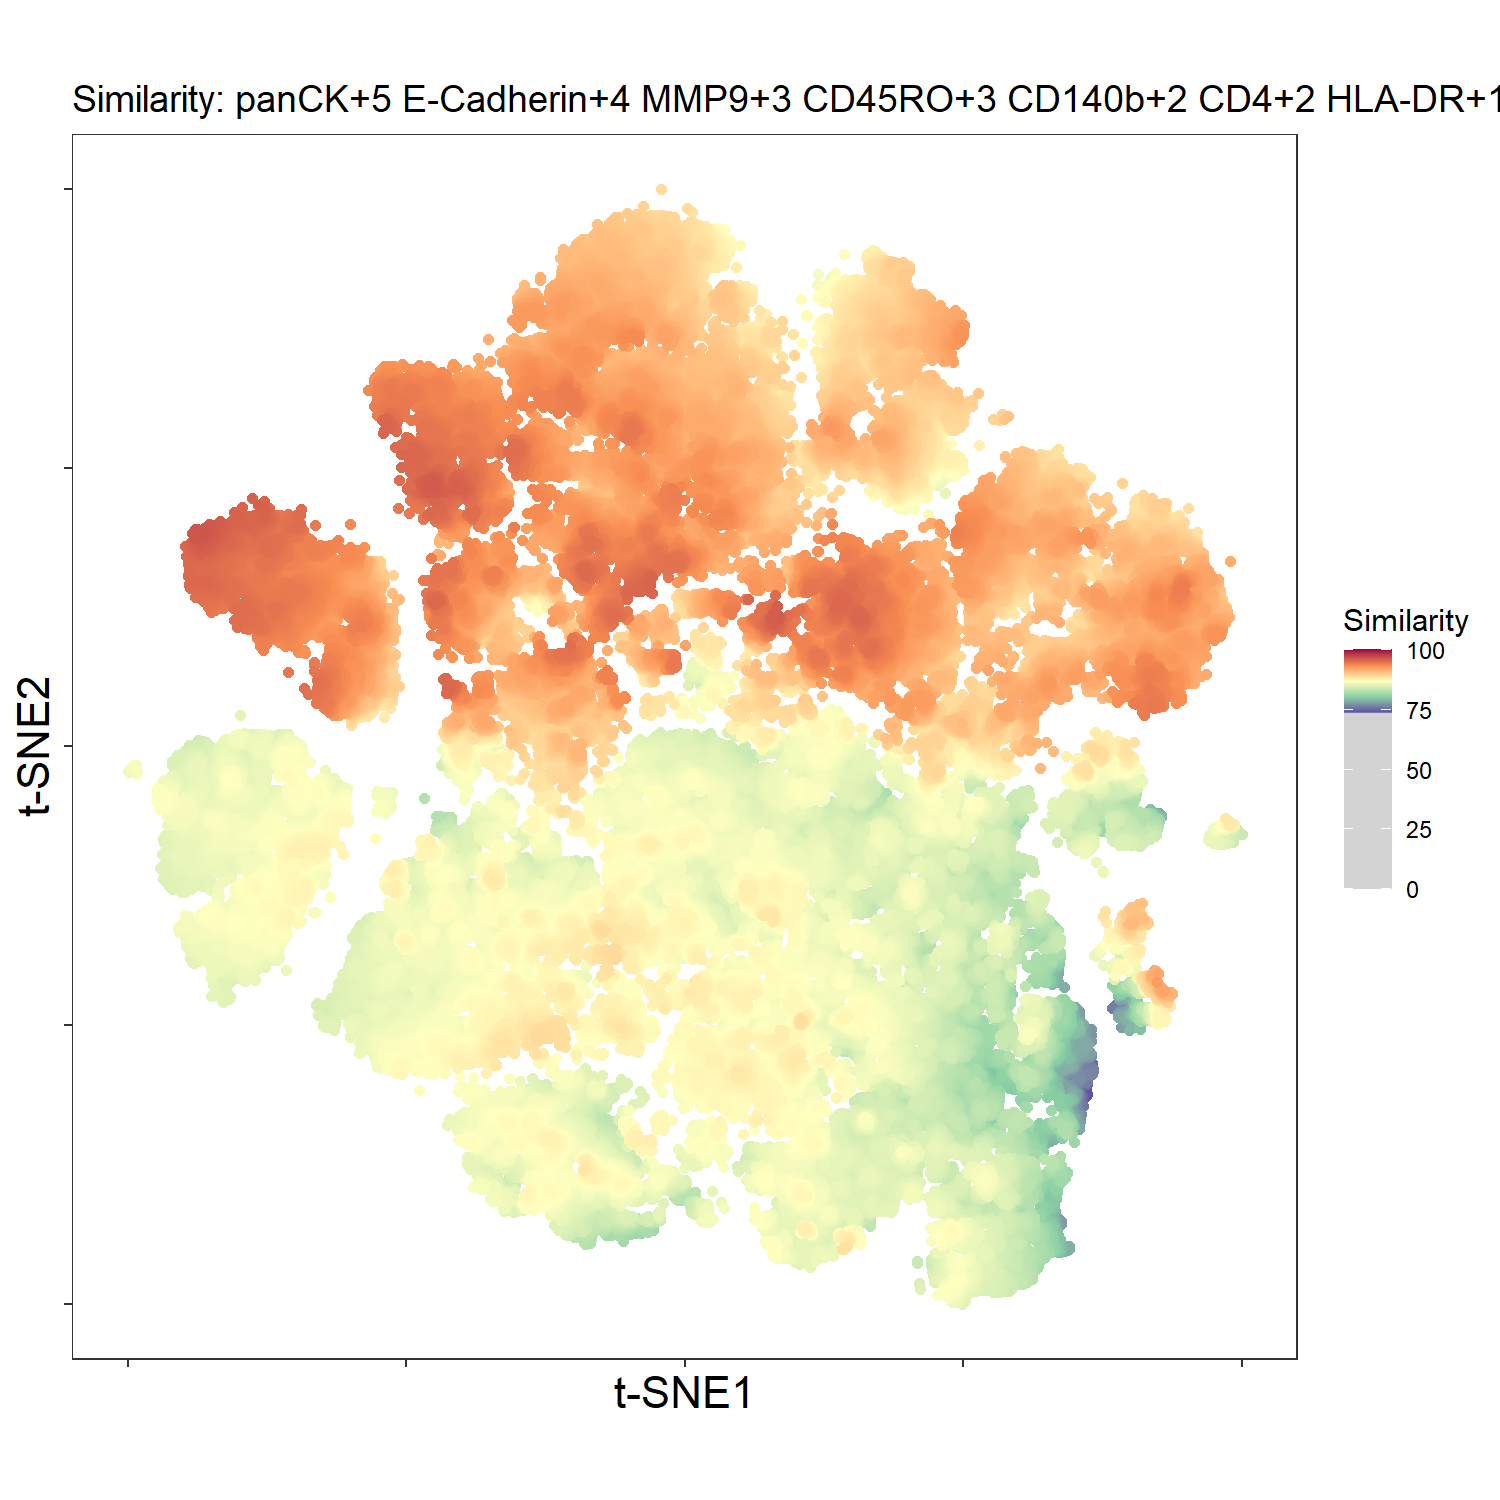 Similarity: panCK+5 E-Cadherin+4 MMP9+3 CD45RO+3 CD140b+2 CD4+2 HLA-DR+1
t-SNE2
t-SNE1
Similarity
100
75
50
25
0